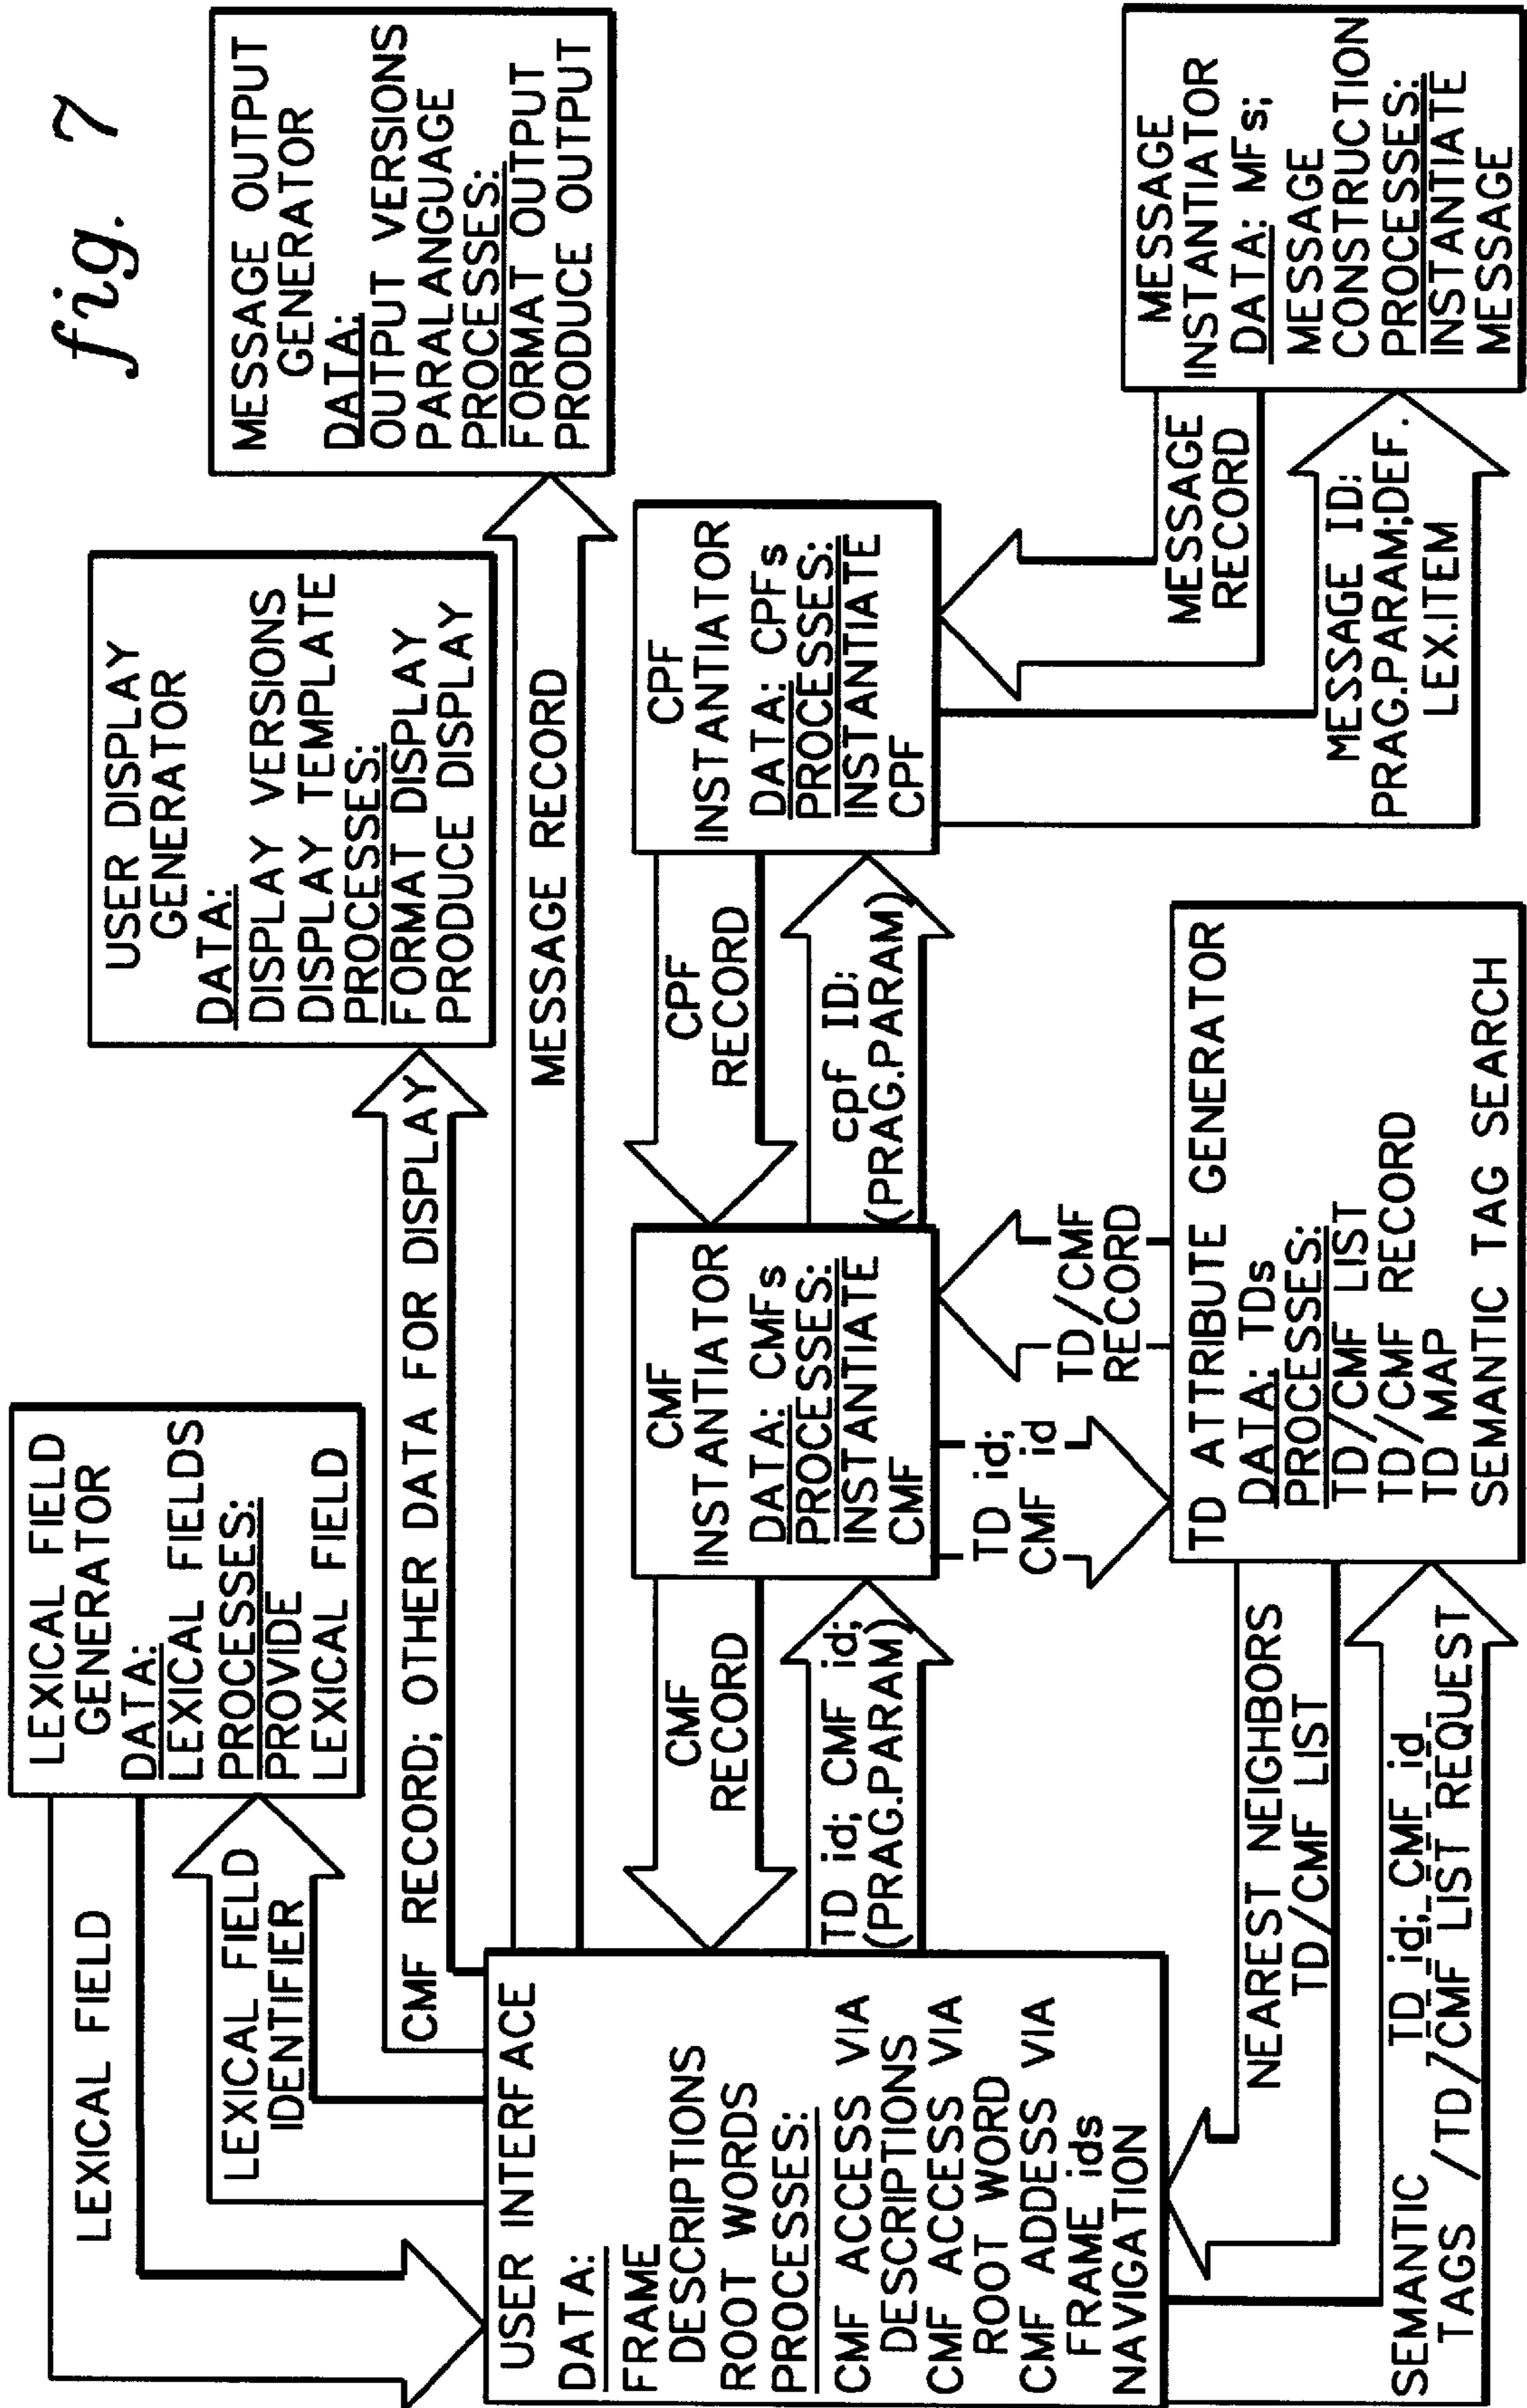 fig. 7
LEXICAL FIELD
GENERATOR
DATA:
LEXICAL FIELDS
PROCESSES:
PROVIDE
LEXICAL FIELD
LEXICAL FIELD
LEXICAL FIELD
IDENTIFIER
USER DISPLAY
GENERATOR
DATA:
DISPLAY VERSIONS
DISPLAY TEMPLATE
PROCESSES:
FORMAT DISPLAY
PRODUCE DISPLAY
CMF RECORD; OTHER DATA FOR DISPLAY
MESSAGE OUTPUT
GENERATOR
DATA:
OUTPUT VERSIONS
PARALANGUAGE
PROCESSES:
FORMAT OUTPUT
PRODUCE OUTPUT
MESSAGE RECORD
USER INTERFACE
DATA:
FRAME
DESCRIPTIONS
ROOT WORDS
PROCESSES:
CMF ACCESS VIA
DESCRIPTIONS
CMF ACCESS VIA
ROOT WORD
CMF ADDESS VIA
FRAME ids
NAVIGATION
CMF
RECORD
TD id; CMF id;
(PRAG.PARAM)
CMF
INSTANTIATOR
DATA: CMFs
PROCESSES:
INSTANTIATE
CMF
CPF
RECORD
cpf ID;
(PRAG.PARAM)
CPF
INSTANTIATOR
DATA: CPFs
PROCESSES:
INSTANTIATE
CPF
MESSAGE
RECORD
MESSAGE ID;
PRAG.PARAM;DEF.
LEX.ITEM
MESSAGE
INSTANTIATOR
DATA: MFs;
MESSAGE
CONSTRUCTION
PROCESSES:
INSTANTIATE
MESSAGE
TD id;
CMF id
TD/CMF
RECORD
TD ATTRIBUTE GENERATOR
DATA: TDs
PROCESSES:
TD/CMF LIST
TD/CMF RECORD
TD MAP
SEMANTIC TAG SEARCH
NEAREST NEIGHBORS
TD/CMF LIST
SEMANTIC TD id; CMF id
TAGS /TD/CMF LIST REQUEST